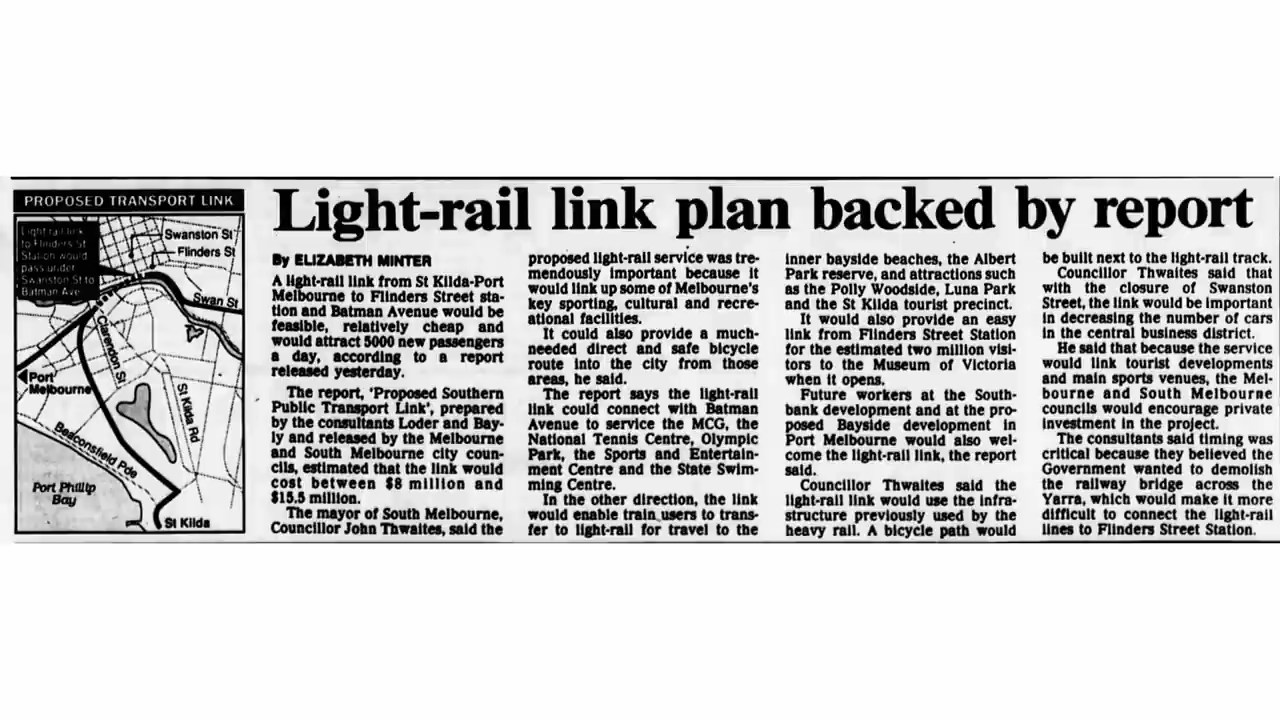 PROPOSED TRANSPORT LINK
Light rail link
to Flinders St
Station would
pass under
Swanston St to
Batman Ave
Swanston St
Flinders St
Swan St
Clarendon St
Port
Melbourne
St Kilda Rd
Beaconsfield Pde
Port Phillip
Bay
St Kilda
Light-rail link plan backed by report
By ELIZABETH MINTER
A light-rail link from St Kilda-Port
Melbourne to Flinders Street sta-
tion and Batman Avenue would be
feasible, relatively cheap and
would attract 5000 new passengers
a day, according to a report
released yesterday.
The report, 'Proposed Southern
Public Transport Link', prepared
by the consultants Loder and Bay-
ly and released by the Melbourne
and South Melbourne city coun-
cils, estimated that the link would
cost between $8 million and
$15.5 million.
The mayor of South Melbourne,
Councillor John Thwaites, said the
proposed light-rail service was tre-
mendously important because it
would link up some of Melbourne's
key sporting, cultural and recre-
ational facilities.
It could also provide a much-
needed direct and safe bicycle
route into the city from those
areas, he said.
The report says the light-rail
link could connect with Batman
Avenue to service the MCG, the
National Tennis Centre, Olympic
Park, the Sports and Entertain-
ment Centre and the State Swim-
ming Centre.
In the other direction, the link
would enable train users to trans-
fer to light-rail for travel to the
inner bayside beaches, the Albert
Park reserve, and attractions such
as the Polly Woodside, Luna Park
and the St Kilda tourist precinct.
It would also provide an easy
link from Flinders Street Station
for the estimated two million visi-
tors to the Museum of Victoria
when it opens.
Future workers at the South-
bank development and at the pro-
posed Bayside development in
Port Melbourne would also wel-
come the light-rail link, the report
said.
Councillor Thwaites said the
light-rail link would use the infra-
structure previously used by the
heavy rail. A bicycle path would
be built next to the light-rail track.
Councillor Thwaites said that
with the closure of Swanston
Street, the link would be important
in decreasing the number of cars
in the central business district.
He said that because the service
would link tourist developments
and main sports venues, the Mel-
bourne and South Melbourne
councils would encourage private
investment in the project.
The consultants said timing was
critical because they believed the
Government wanted to demolish
the railway bridge across the
Yarra, which would make it more
difficult to connect the light-rail
lines to Flinders Street Station.